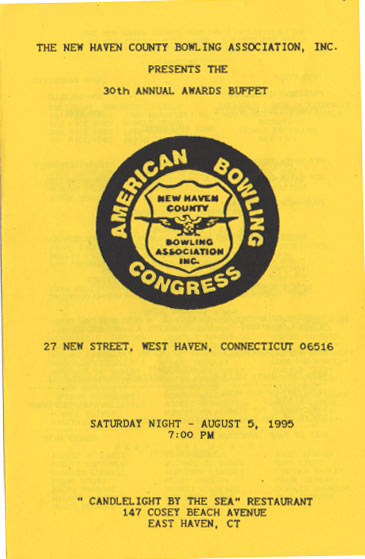 THE NEW HAVEN COUNTY BOWLING ASSOCIATION, INC.
PRESENTS THE
30th ANNUAL AWARDS BUFFET
AMERICAN BOWLING
CONGRESS
NEW HAVEN
COUNTY
BOWLING
ASSOCIATION
INC.
27 NEW STREET, WEST HAVEN, CONNECTICUT 06516
SATURDAY NIGHT - AUGUST 5, 1995
7:00 PM
" CANDLELIGHT BY THE SEA" RESTAURANT
147 COSEY BEACH AVENUE
EAST HAVEN, CT